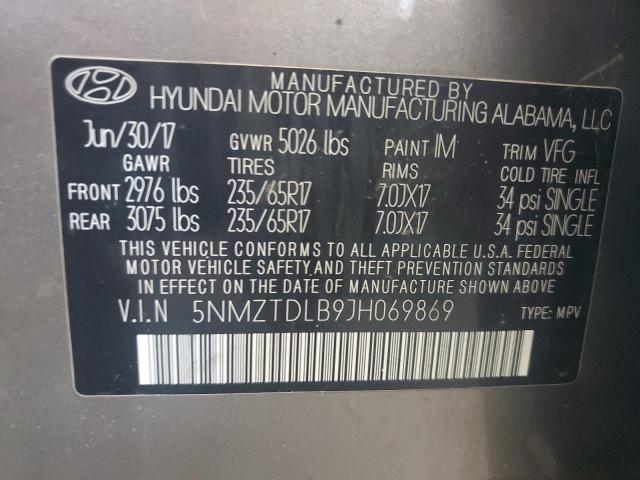 MANUFACTURED BY
HYUNDAI MOTOR MANUFACTURING ALABAMA, LLC
Jun/30/17 GVWR 5026 lbs PAINT IM TRIM VFG
GAWR TIRES RIMS COLD TIRE INFL
FRONT 2976 lbs 235/65R17 7.0JX17 34 psi SINGLE
REAR 3075 lbs 235/65R17 7.0JX17 34 psi SINGLE
THIS VEHICLE CONFORMS TO ALL APPLICABLE U.S.A. FEDERAL
MOTOR VEHICLE SAFETY,AND THEFT PREVENTION STANDARDS
IN EFFECT ON THE DATE OF MANUFACTURE SHOWN ABOVE
V.I.N 5NMZTDLB9JH069869 TYPE: MPV